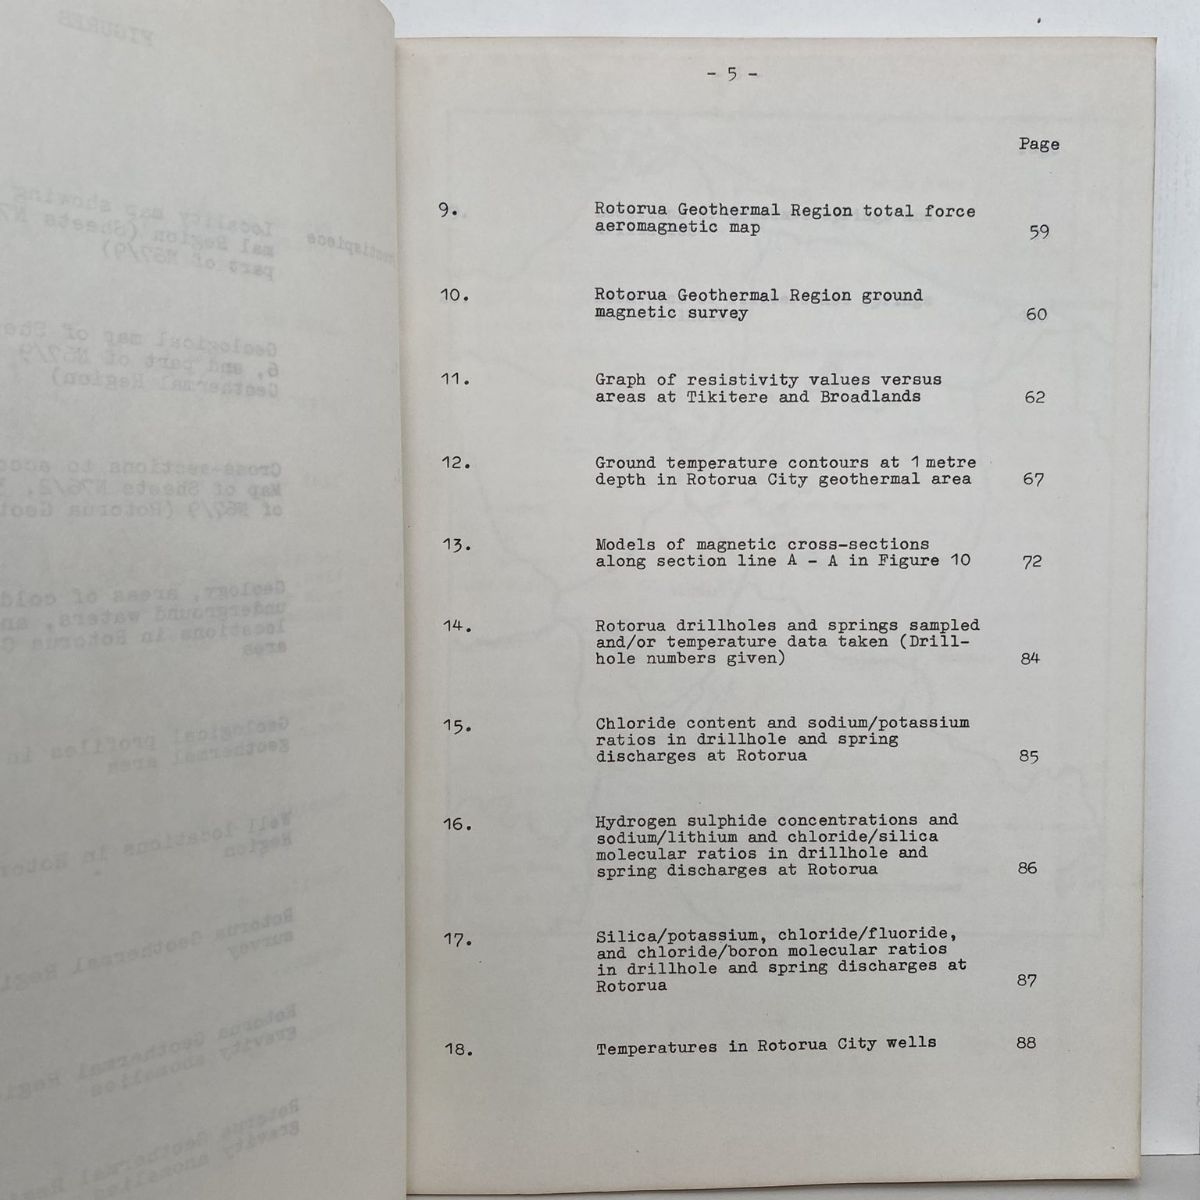 - 5 -
Page
9. Rotorua Geothermal Region total force
aeromagnetic map 59
10. Rotorua Geothermal Region ground
magnetic survey 60
11. Graph of resistivity values versus
areas at Tikitere and Broadlands 62
12. Ground temperature contours at 1 metre
depth in Rotorua City geothermal area 67
13. Models of magnetic cross-sections
along section line A - A in Figure 10 72
14. Rotorua drillholes and springs sampled
and/or temperature data taken (Drill-
hole numbers given) 84
15. Chloride content and sodium/potassium
ratios in drillhole and spring
discharges at Rotorua 85
16. Hydrogen sulphide concentrations and
sodium/lithium and chloride/silica
molecular ratios in drillhole and
spring discharges at Rotorua 86
17. Silica/potassium, chloride/fluoride,
and chloride/boron molecular ratios
in drillhole and spring discharges at
Rotorua 87
18. Temperatures in Rotorua City wells 88